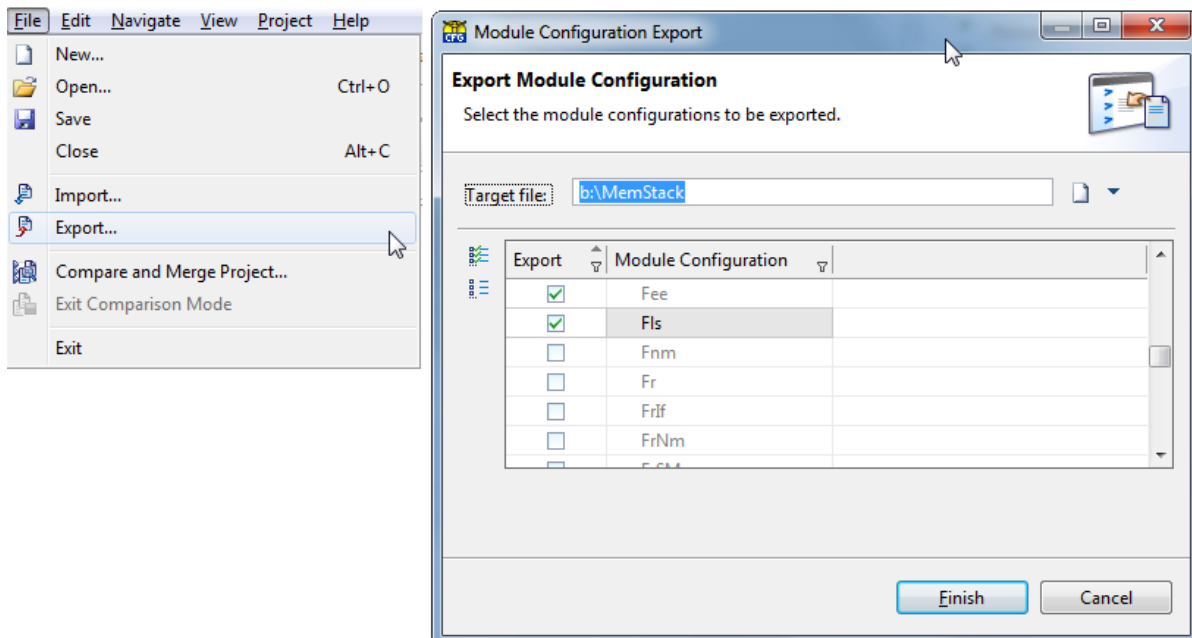 File Edit Navigate View Project Help
New...
Open... Ctrl+O
Save
Close Alt+C
Import...
Export...
Compare and Merge Project...
Exit Comparison Mode
Exit
CFG Module Configuration Export
Export Module Configuration
Select the module configurations to be exported.
Target file: b:\MemStack
Export Module Configuration
Fee
Fls
Fnm
Fr
FrIf
FrNm
FrSM
Finish Cancel